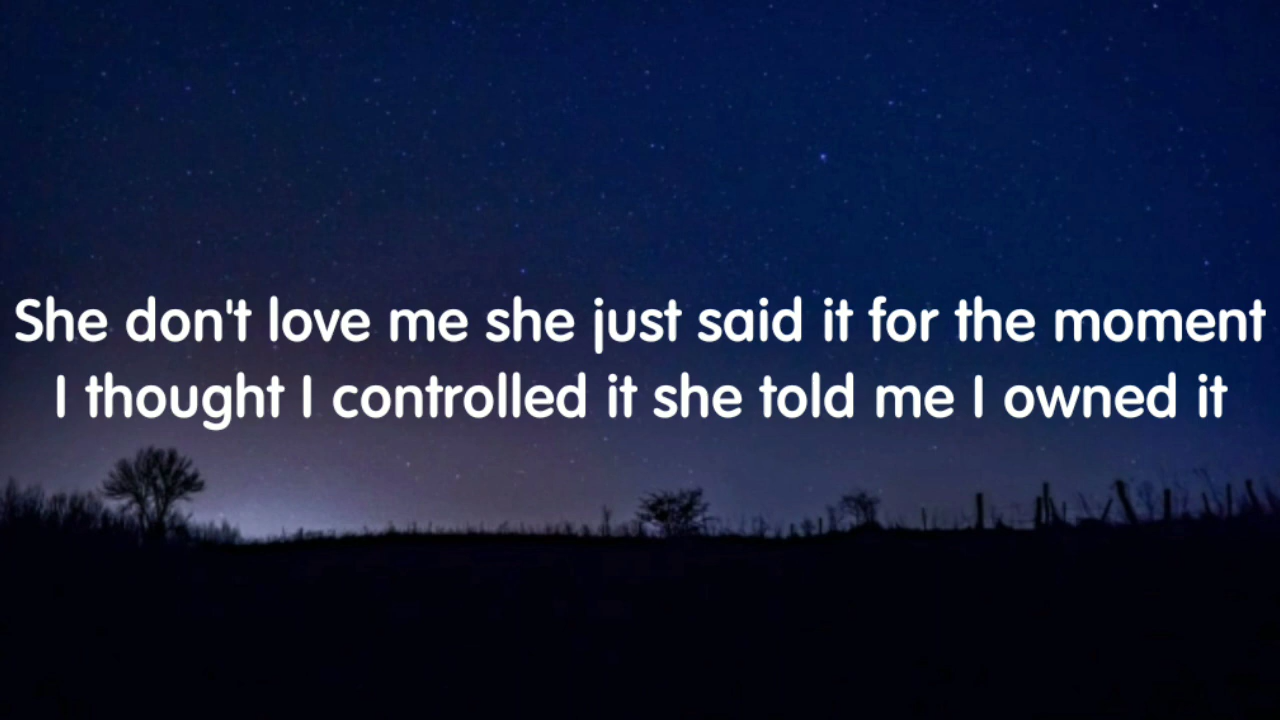 She don't love me she just said it for the moment
I thought I controlled it she told me I owned it